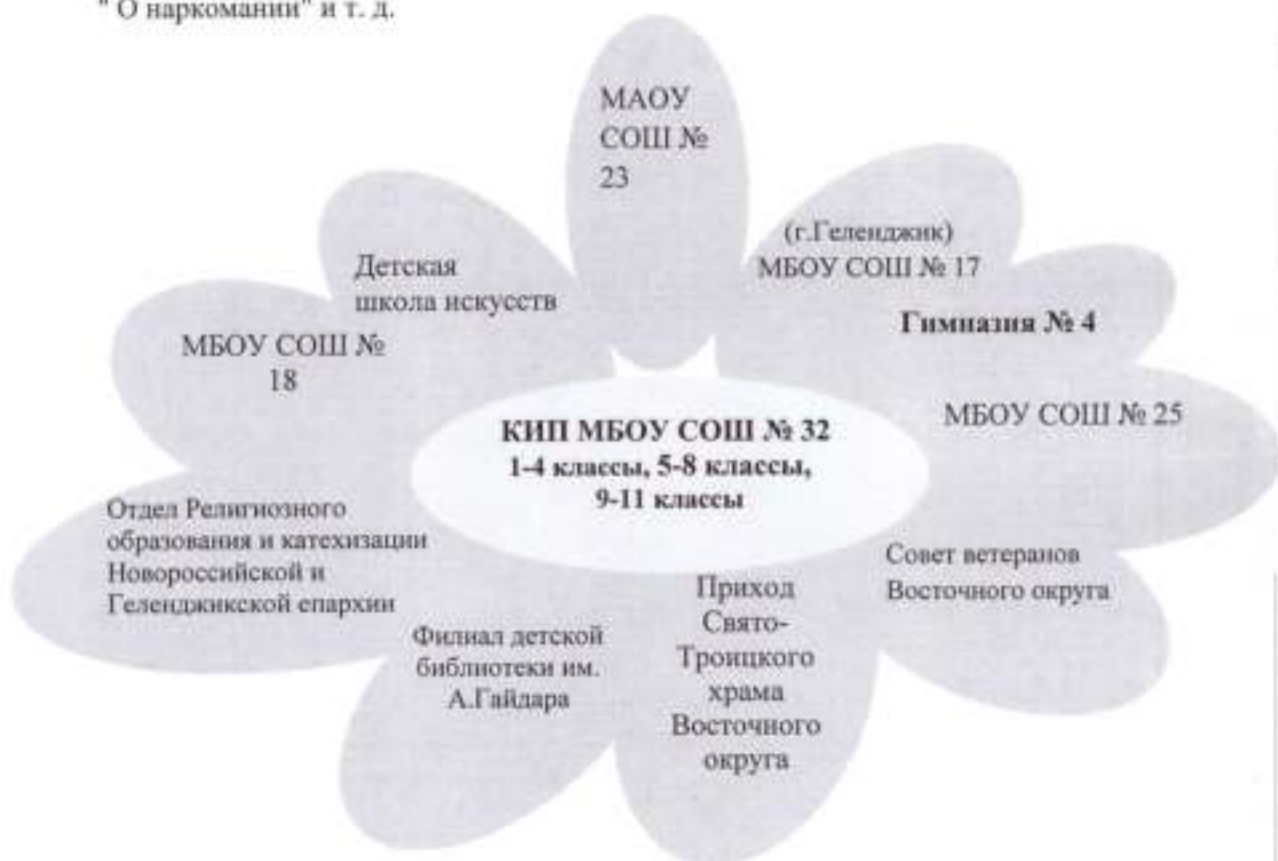 " О наркомании" и т. д.
МАОУ
СОШ №
23
(г.Геленджик)
МБОУ СОШ № 17
Детская
школа искусств
Гимназия № 4
МБОУ СОШ №
18
МБОУ СОШ № 25
КИП МБОУ СОШ № 32
1-4 классы, 5-8 классы,
9-11 классы
Отдел Религиозного
образования и катехизации
Новороссийской и
Геленджикской епархии
Совет ветеранов
Восточного округа
Филиал детской
библиотеки им.
А.Гайдара
Приход
Свято-
Троицкого
храма
Восточного
округа